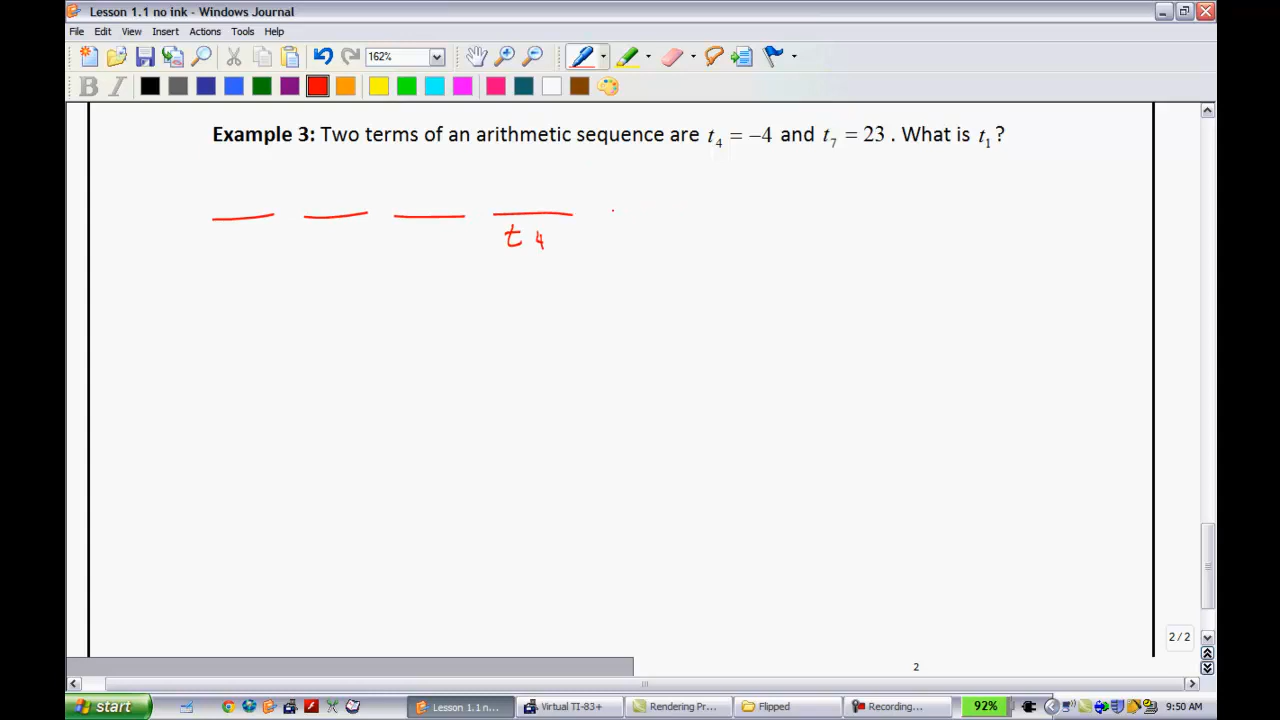 Lesson 1.1 no ink - Windows Journal
File Edit View Insert Actions Tools Help
162%
B I
Example 3: Two terms of an arithmetic sequence are t₄ = −4 and t₇ = 23 . What is t₁?
t 4
2 / 2
2
start Lesson 1.1 n... Virtual TI-83+ Rendering Pr... Flipped Recording... 92% 9:50 AM